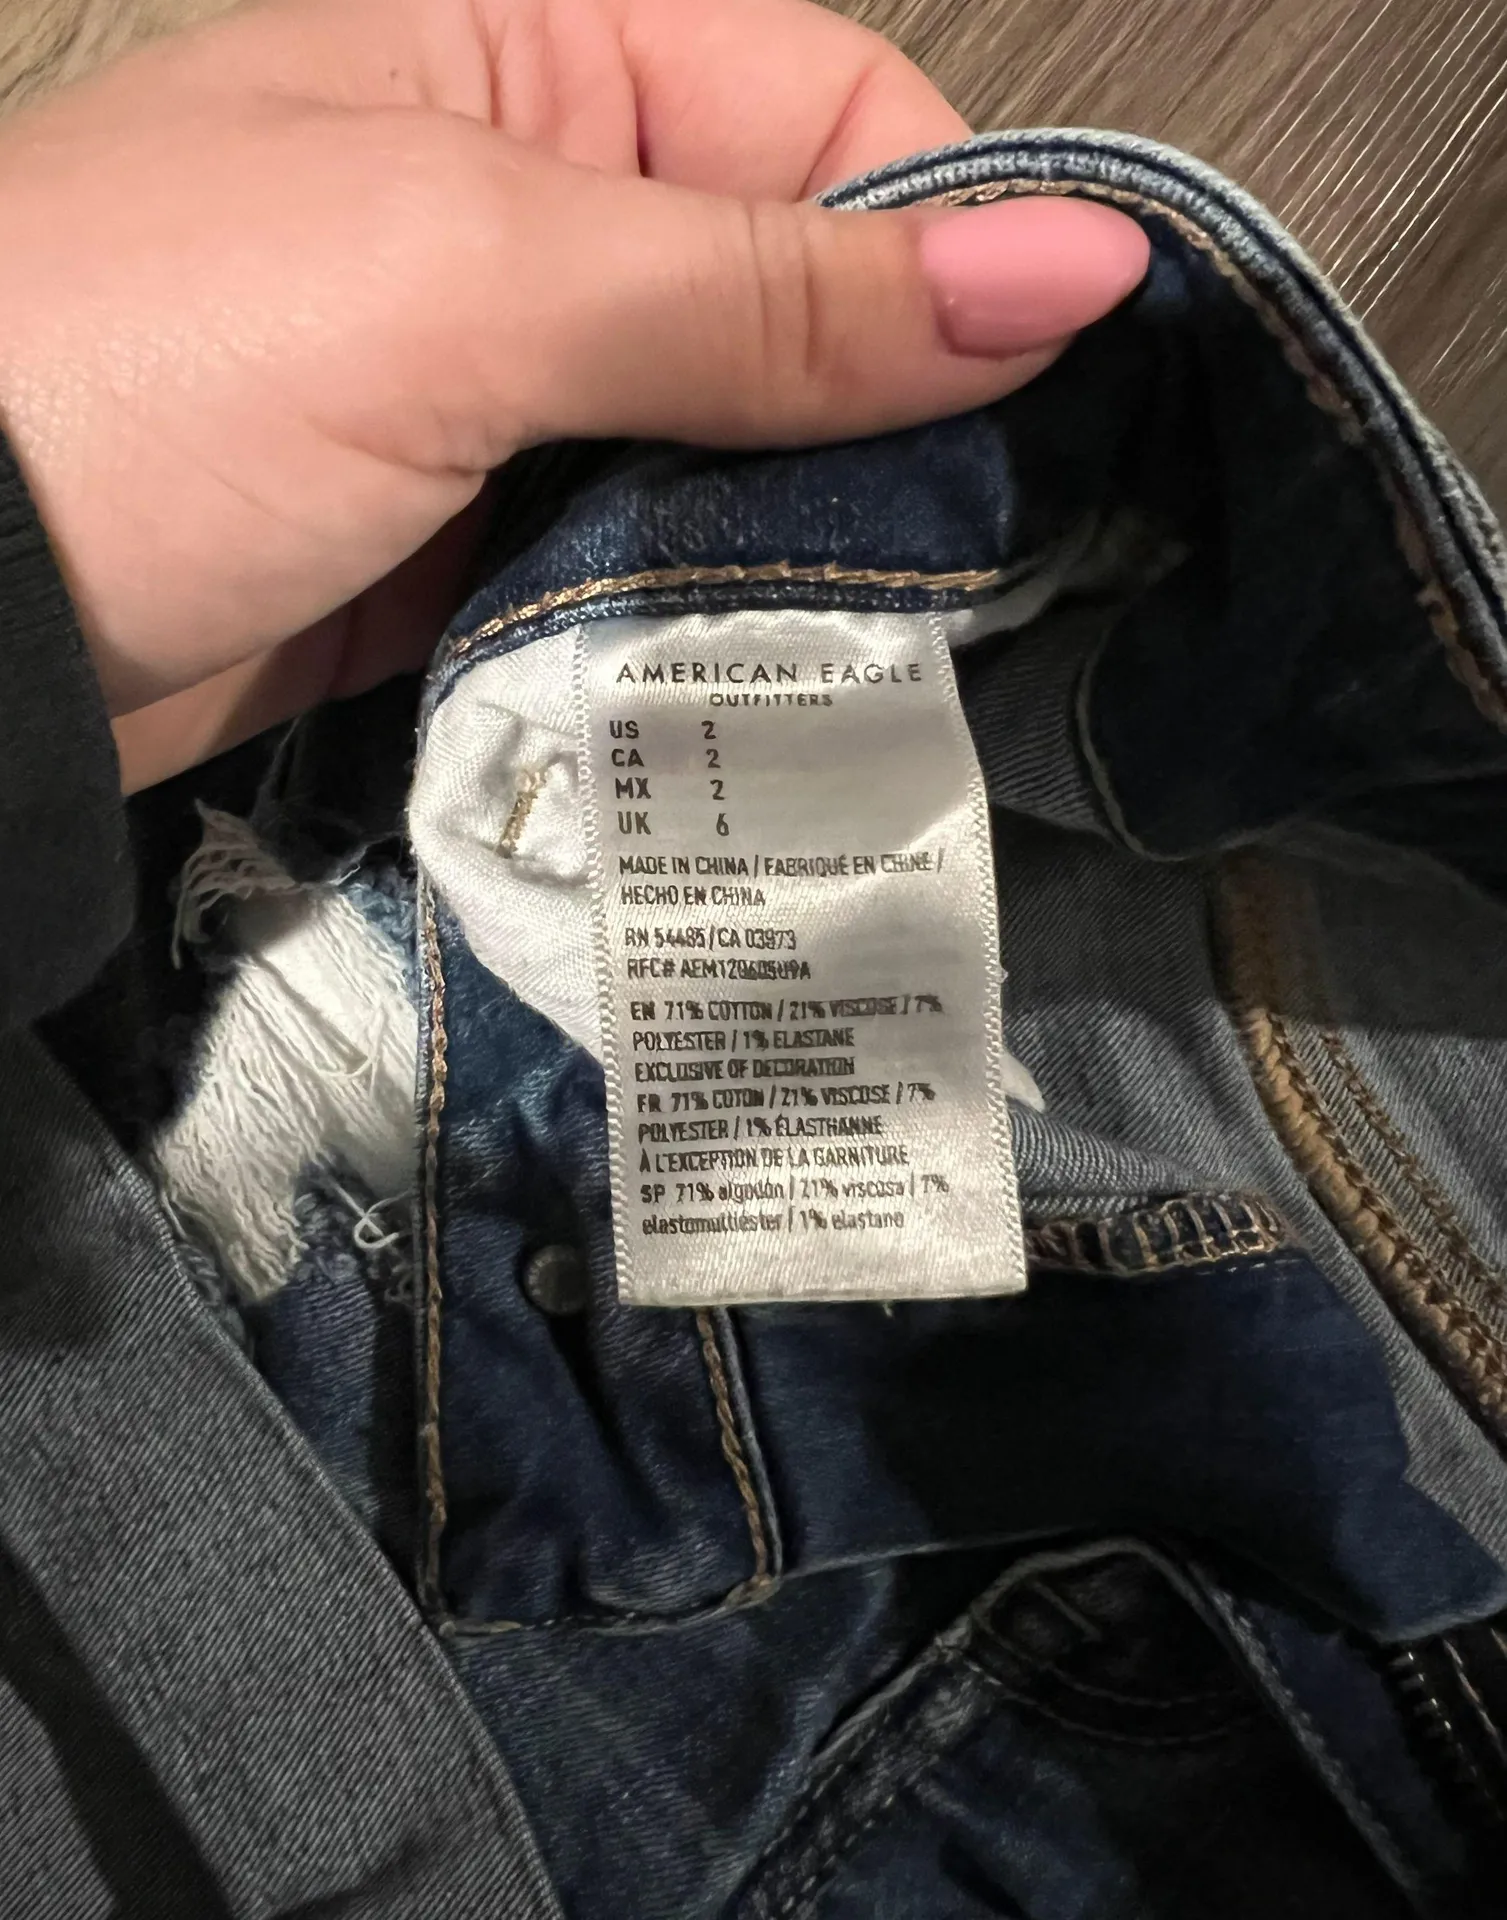 AMERICAN EAGLE
OUTFITTERS
US 2
CA 2
MX 2
UK 6
MADE IN CHINA / FABRIQUÉ EN CHINE /
HECHO EN CHINA
RN 54485 / CA 03973
RFC# AEM120605U9A
EN 71% COTTON / 21% VISCOSE / 7%
POLYESTER / 1% ELASTANE
EXCLUSIVE OF DECORATION
FR 71% COTON / 21% VISCOSE / 7%
POLYESTER / 1% ÉLASTHANNE
À L'EXCEPTION DE LA GARNITURE
SP 71% algodón / 21% viscosa / 7%
elastomultiéster / 1% elastano